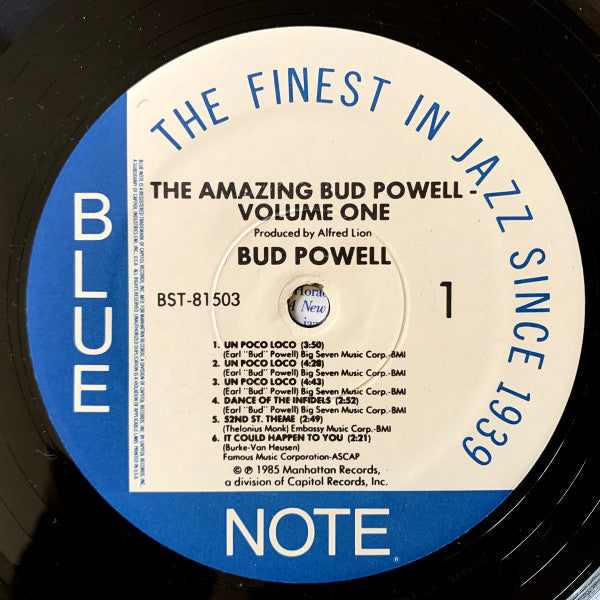 THE FINEST IN JAZZ SINCE 1939
BLUE
THE AMAZING BUD POWELL -
VOLUME ONE
Produced by Alfred Lion
BUD POWELL
BST-81503
1
Horac
New
jaz
1. UN POCO LOCO (3:50)
(Earl "Bud" Powell) Big Seven Music Corp.-BMI
2. UN POCO LOCO (4:28)
(Earl "Bud" Powell) Big Seven Music Corp.-BMI
3. UN POCO LOCO (4:43)
(Earl "Bud" Powell) Big Seven Music Corp.-BMI
4. DANCE OF THE INFIDELS (2:52)
(Earl "Bud" Powell) Big Seven Music Corp.-BMI
5. 52ND ST. THEME (2:49)
(Thelonius Monk) Embassy Music Corp.-BMI
6. IT COULD HAPPEN TO YOU (2:21)
(Burke-Van Heusen)
Famous Music Corporation-ASCAP
© ℗ 1985 Manhattan Records,
a division of Capitol Records, Inc.
NOTE®